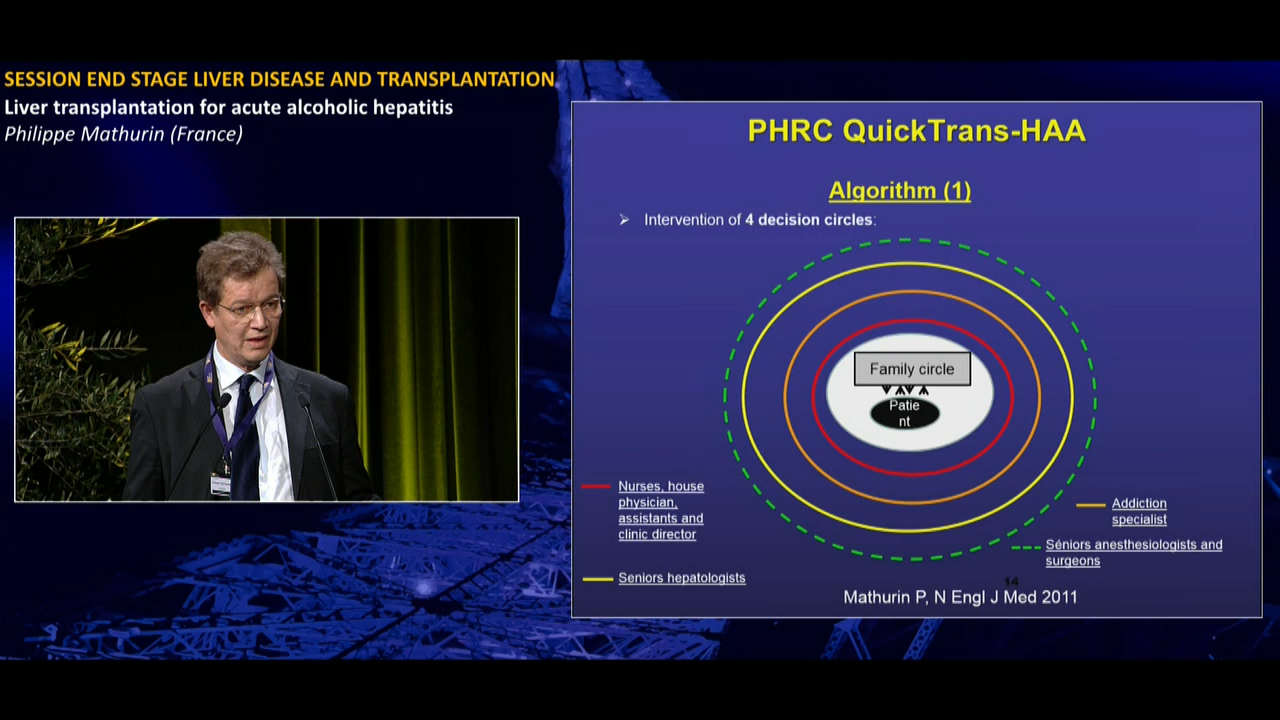 SESSION END STAGE LIVER DISEASE AND TRANSPLANTATION
Liver transplantation for acute alcoholic hepatitis
Philippe Mathurin (France)
PHRC QuickTrans-HAA
Algorithm (1)
➢ Intervention of 4 decision circles:
Family circle
Patie
nt
Nurses, house
physician,
assistants and
clinic director
Seniors hepatologists
Addiction
specialist
Séniors anesthesiologists and
surgeons
14
Mathurin P, N Engl J Med 2011